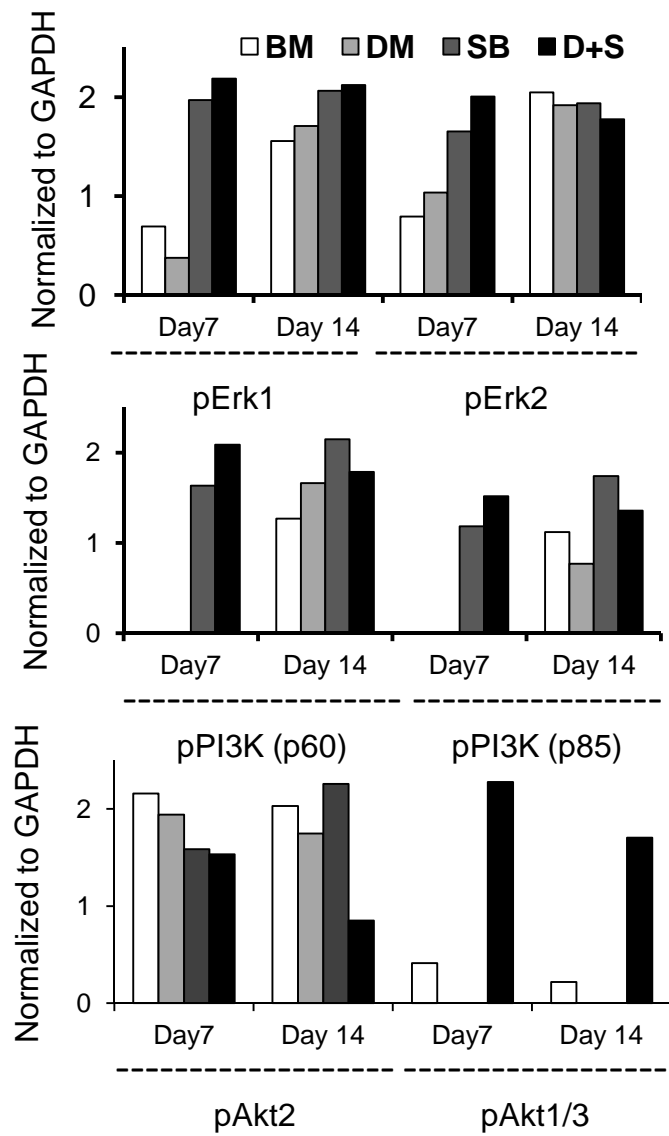 BM DM SB D+S
Normalized to GAPDH
2
1
0
Day7 Day 14 Day7 Day 14
pErk1 pErk2
Normalized to GAPDH
2
1
0
Day7 Day 14 Day7 Day 14
pPI3K (p60) pPI3K (p85)
Normalized to GAPDH
2
1
0
Day7 Day 14 Day7 Day 14
pAkt2 pAkt1/3